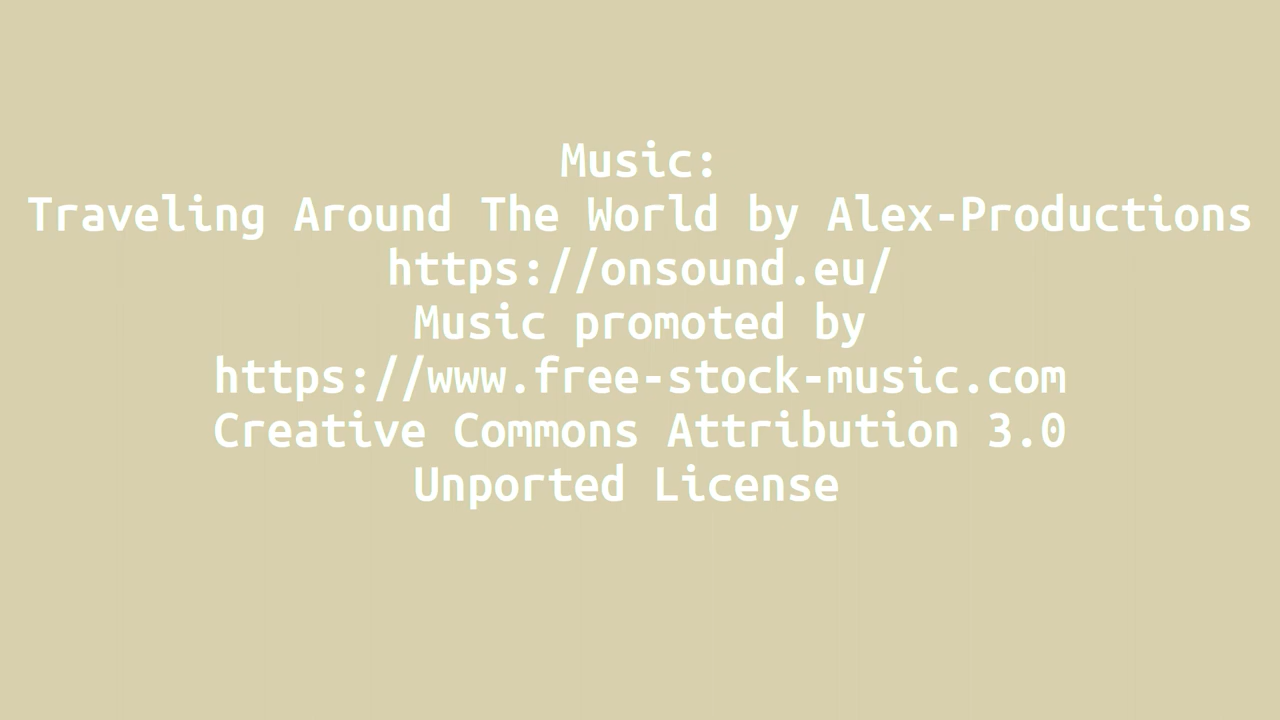 Music:
Traveling Around The World by Alex-Productions
https://onsound.eu/
Music promoted by
https://www.free-stock-music.com
Creative Commons Attribution 3.0
Unported License